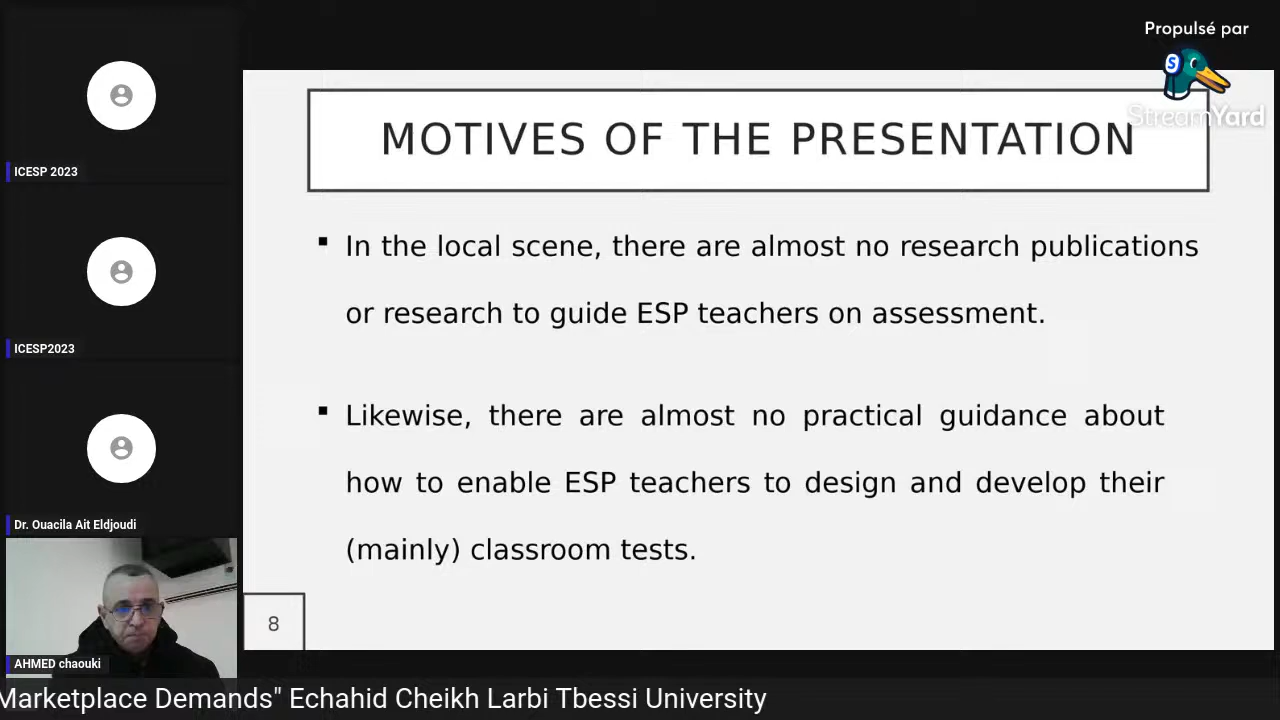 Propulsé par
StreamYard
MOTIVES OF THE PRESENTATION
▪ In the local scene, there are almost no research publications
or research to guide ESP teachers on assessment.
▪ Likewise, there are almost no practical guidance about
how to enable ESP teachers to design and develop their
(mainly) classroom tests.
8
ICESP 2023
ICESP2023
Dr. Ouacila Ait Eldjoudi
AHMED chaouki
Marketplace Demands" Echahid Cheikh Larbi Tbessi University